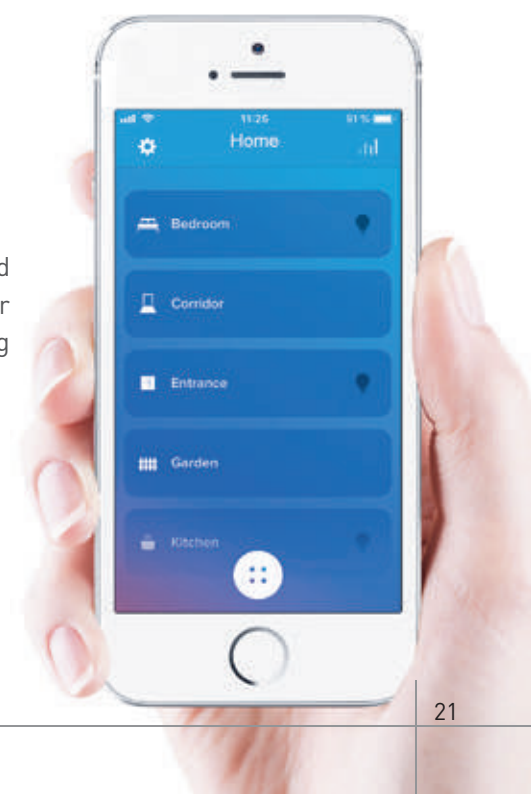 11:26 91 %
Home
Bedroom
Corridor
d
r
g
Entrance
Garden
Kitchen
21